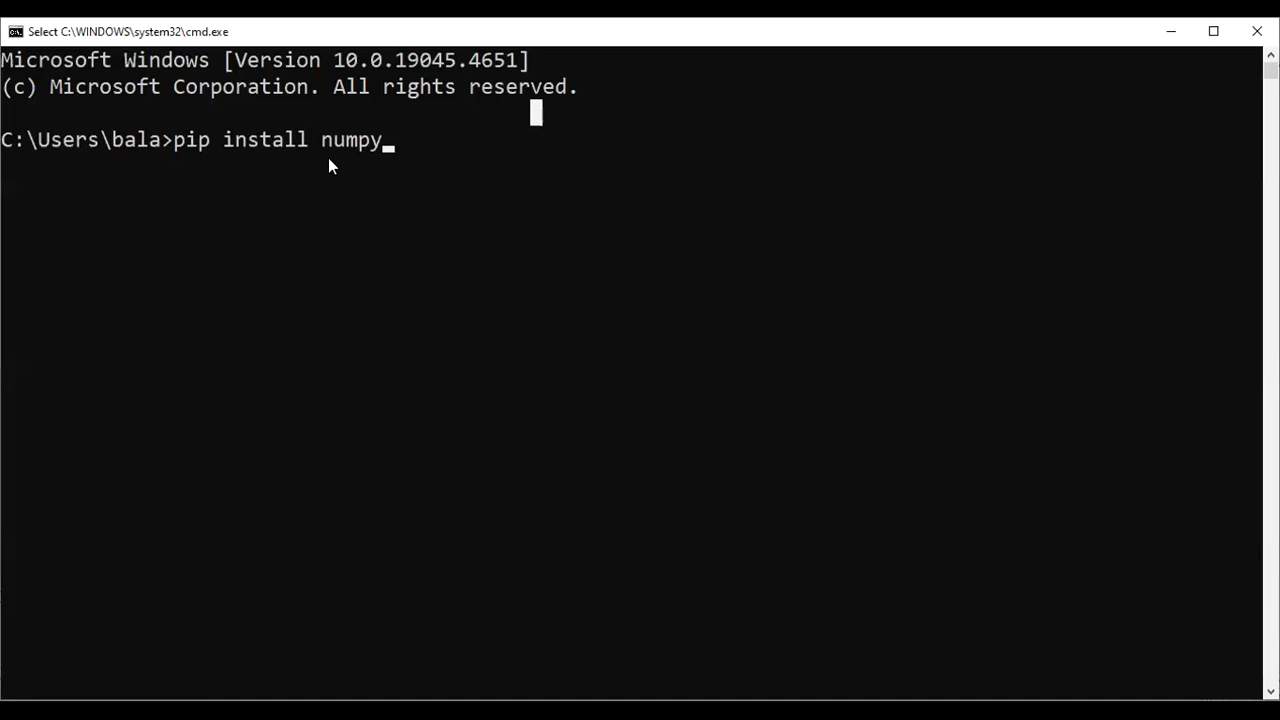 Select C:\WINDOWS\system32\cmd.exe
Microsoft Windows [Version 10.0.19045.4651]
(c) Microsoft Corporation. All rights reserved.
C:\Users\bala>pip install numpy